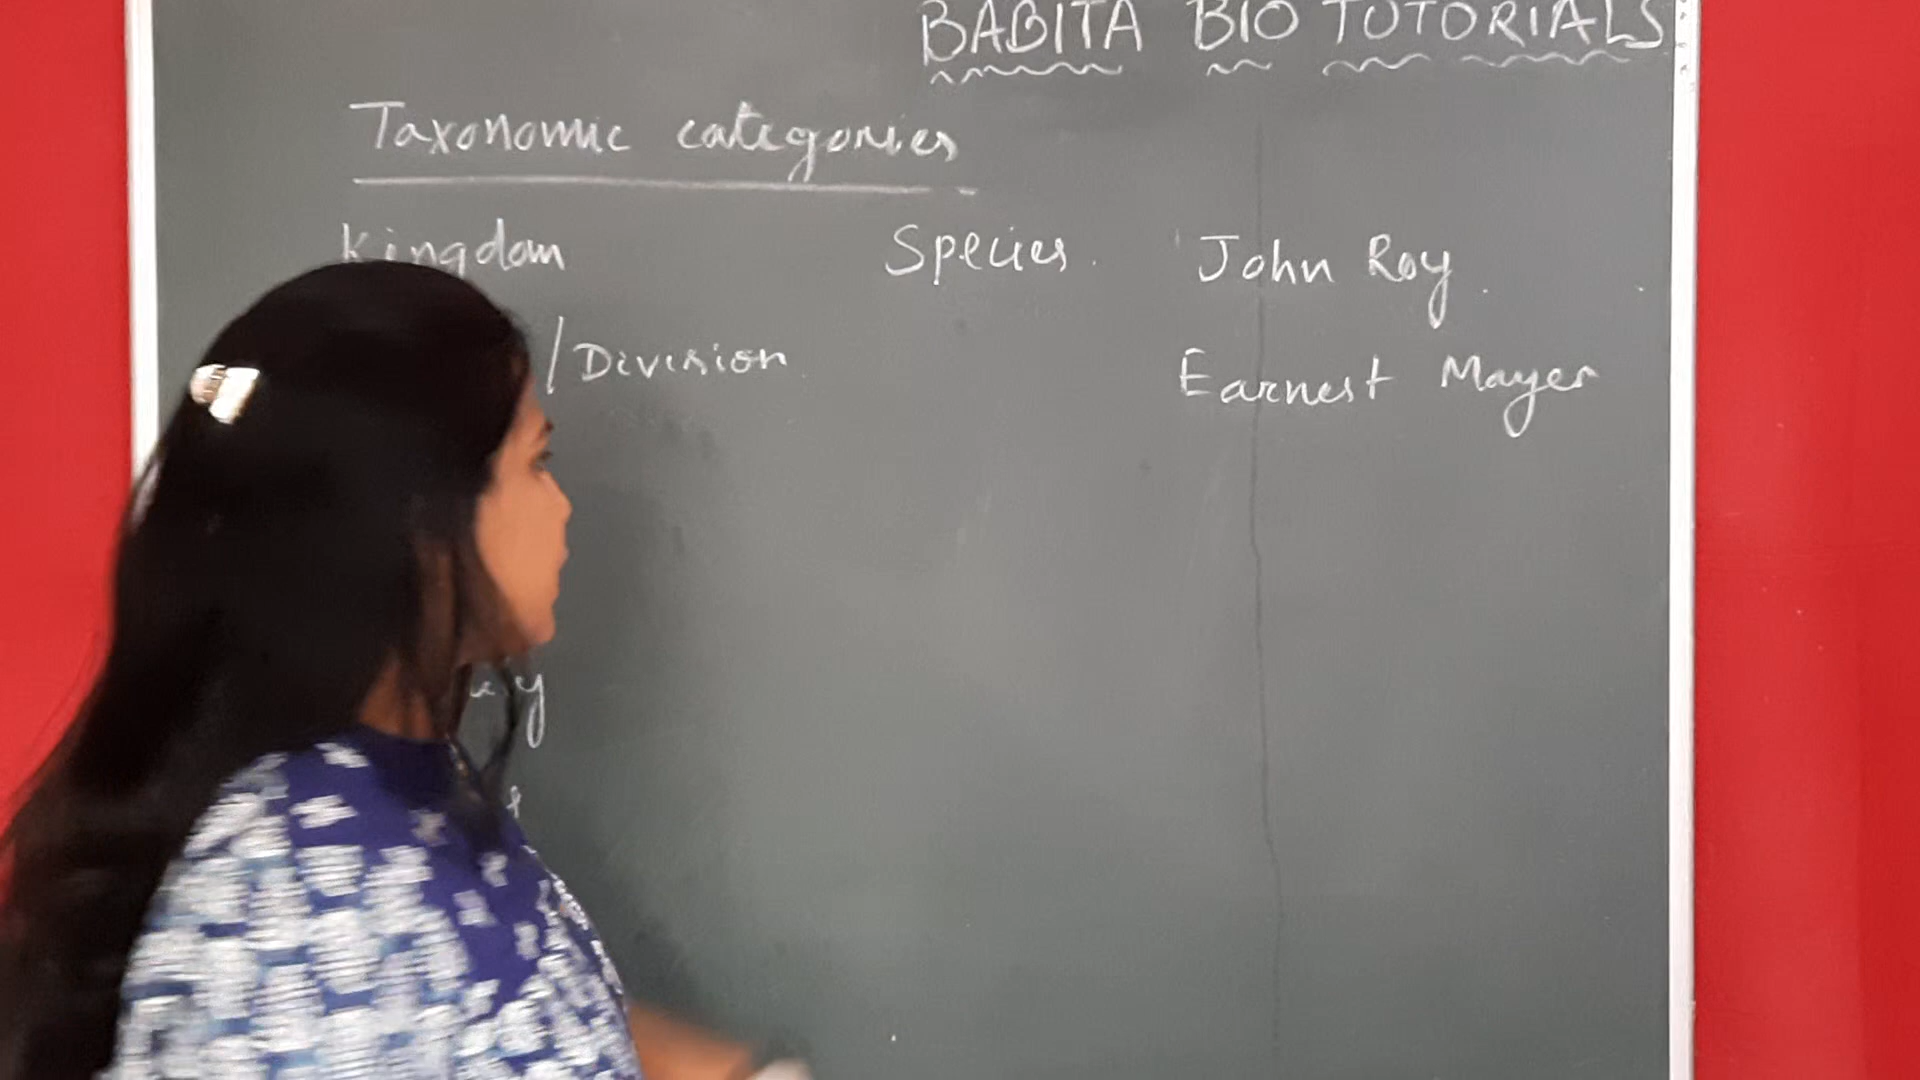 BABITA BIO TUTORIALS
Taxonomic categories
Kingdom
Species.
John Roy.
/Division
Earnest Mayer